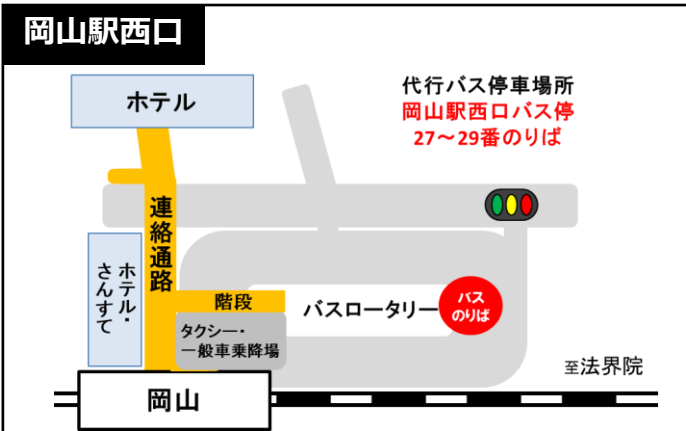 岡山駅西口
ホテル
代行バス停車場所
岡山駅西口バス停
27～29番のりば
連絡通路
ホテル・
さんすて
階段
バスロータリー
バス
のりば
タクシー・
一般車乗降場
至法界院
岡山